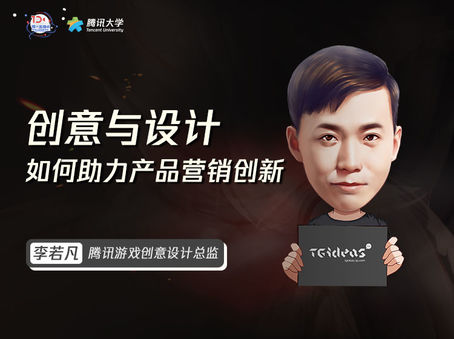 腾讯大学
Tencent University
创意与设计
如何助力产品营销创新
李若凡 腾讯游戏创意设计总监
TGideas